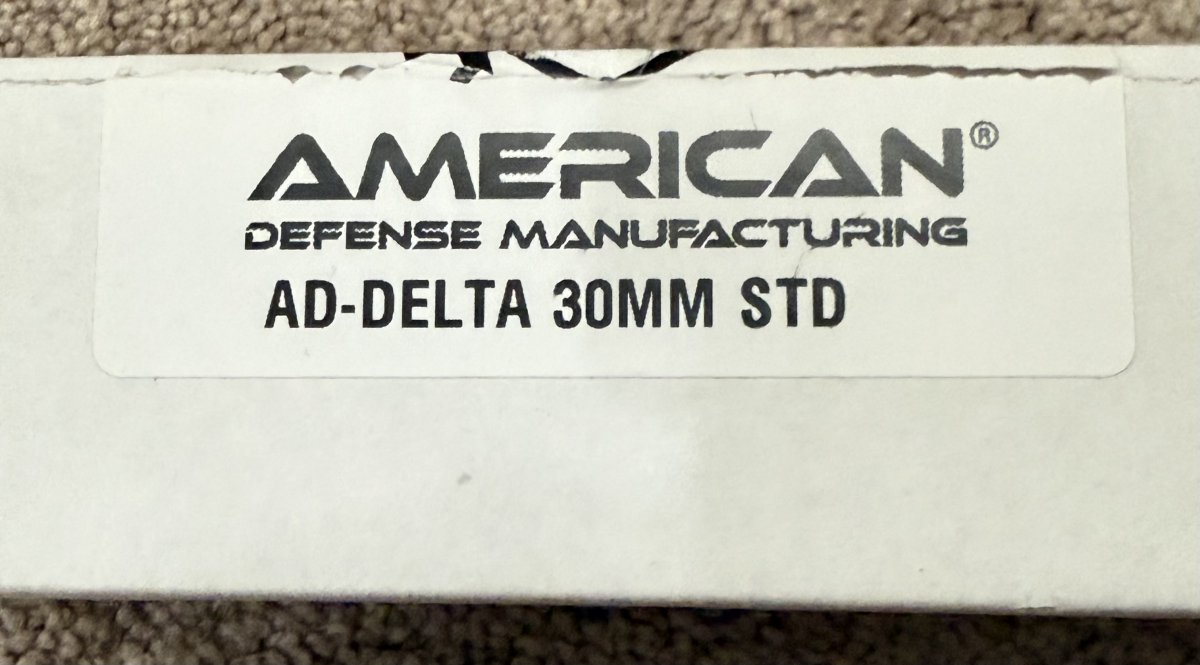 AMERICAN®
DEFENSE MANUFACTURING
AD-DELTA 30MM STD